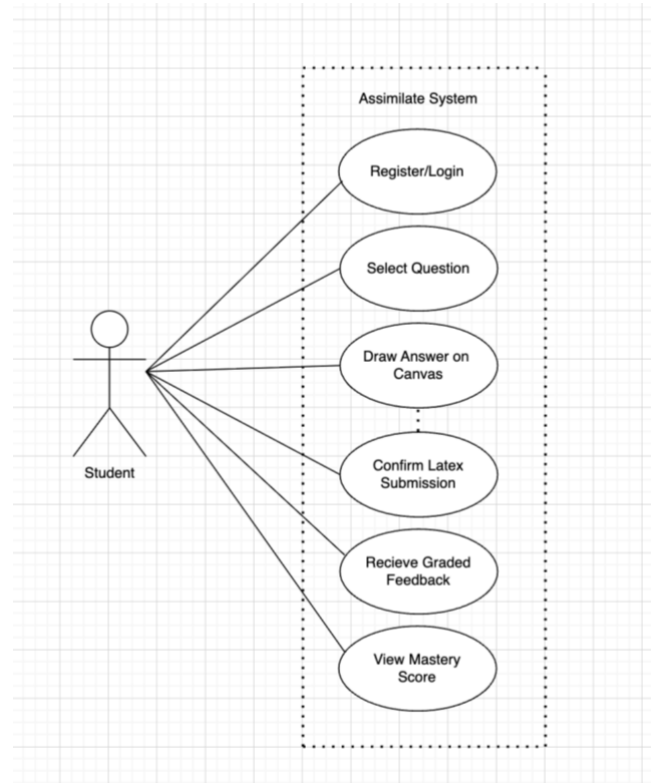 Assimilate System
Register/Login
Select Question
Draw Answer on
Canvas
Confirm Latex
Submission
Recieve Graded
Feedback
View Mastery
Score
Student